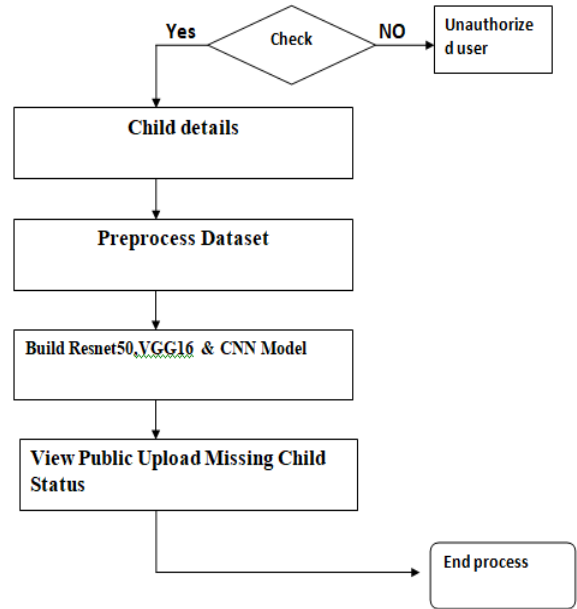 Yes
Check
NO
Unauthorize
d user
Child details
Preprocess Dataset
Build Resnet50,VGG16 & CNN Model
View Public Upload Missing Child
Status
End process